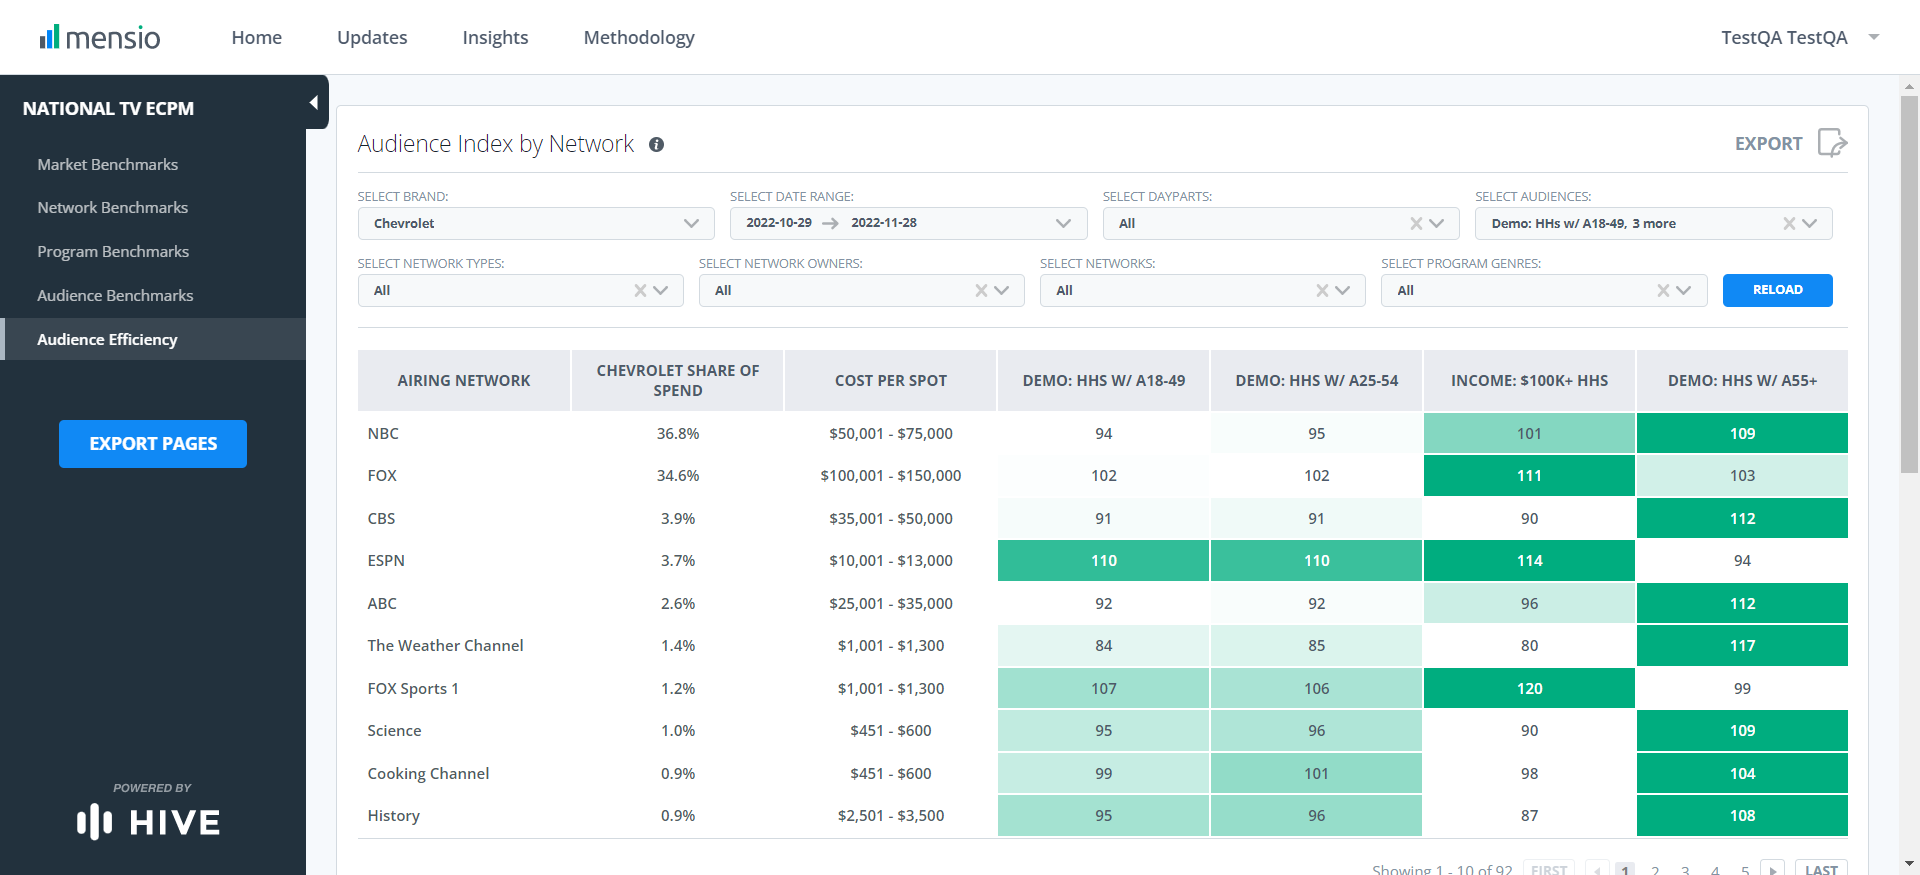 mensio
Home Updates Insights Methodology
TestQA TestQA
NATIONAL TV ECPM
Market Benchmarks
Network Benchmarks
Program Benchmarks
Audience Benchmarks
Audience Efficiency
EXPORT PAGES
POWERED BY
HIVE
Audience Index by Network
EXPORT
SELECT BRAND: SELECT DATE RANGE: SELECT DAYPARTS: SELECT AUDIENCES:
Chevrolet 2022-10-29 → 2022-11-28 All Demo: HHs w/ A18-49, 3 more
SELECT NETWORK TYPES: SELECT NETWORK OWNERS: SELECT NETWORKS: SELECT PROGRAM GENRES:
All All All All RELOAD
AIRING NETWORK CHEVROLET SHARE OF SPEND COST PER SPOT DEMO: HHS W/ A18-49 DEMO: HHS W/ A25-54 INCOME: $100K+ HHS DEMO: HHS W/ A55+
NBC 36.8% $50,001 - $75,000 94 95 101 109
FOX 34.6% $100,001 - $150,000 102 102 111 103
CBS 3.9% $35,001 - $50,000 91 91 90 112
ESPN 3.7% $10,001 - $13,000 110 110 114 94
ABC 2.6% $25,001 - $35,000 92 92 96 112
The Weather Channel 1.4% $1,001 - $1,300 84 85 80 117
FOX Sports 1 1.2% $1,001 - $1,300 107 106 120 99
Science 1.0% $451 - $600 95 96 90 109
Cooking Channel 0.9% $451 - $600 99 101 98 104
History 0.9% $2,501 - $3,500 95 96 87 108
Showing 1 - 10 of 92 FIRST 1 2 3 4 5 LAST